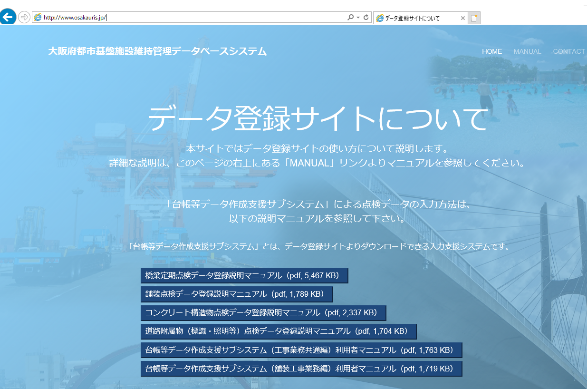 http://www.osakauris.jp/
データ登録サイトについて
大阪府都市基盤施設維持管理データベースシステム
HOME MANUAL CONTACT
データ登録サイトについて
本サイトではデータ登録サイトの使い方について説明します。
詳細な説明は、このページの右上にある「MANUAL」リンクよりマニュアルを参照してください。
「台帳等データ作成支援サブシステム」による点検データの入力方法は、
以下の説明マニュアルを参照して下さい。
「台帳等データ作成支援サブシステム」とは、データ登録サイトよりダウンロードできる入力支援システムです。
橋梁定期点検データ登録説明マニュアル（pdf, 5,467 KB）
舗装点検データ登録説明マニュアル（pdf, 1,789 KB）
コンクリート構造物点検データ登録説明マニュアル（pdf, 2,337 KB）
道路附属物（標識・照明等）点検データ登録説明マニュアル（pdf, 1,704 KB）
台帳等データ作成支援サブシステム（工事業務共通編）利用者マニュアル（pdf, 1,763 KB）
台帳等データ作成支援サブシステム（舗装工事業務編）利用者マニュアル（pdf, 1,719 KB）